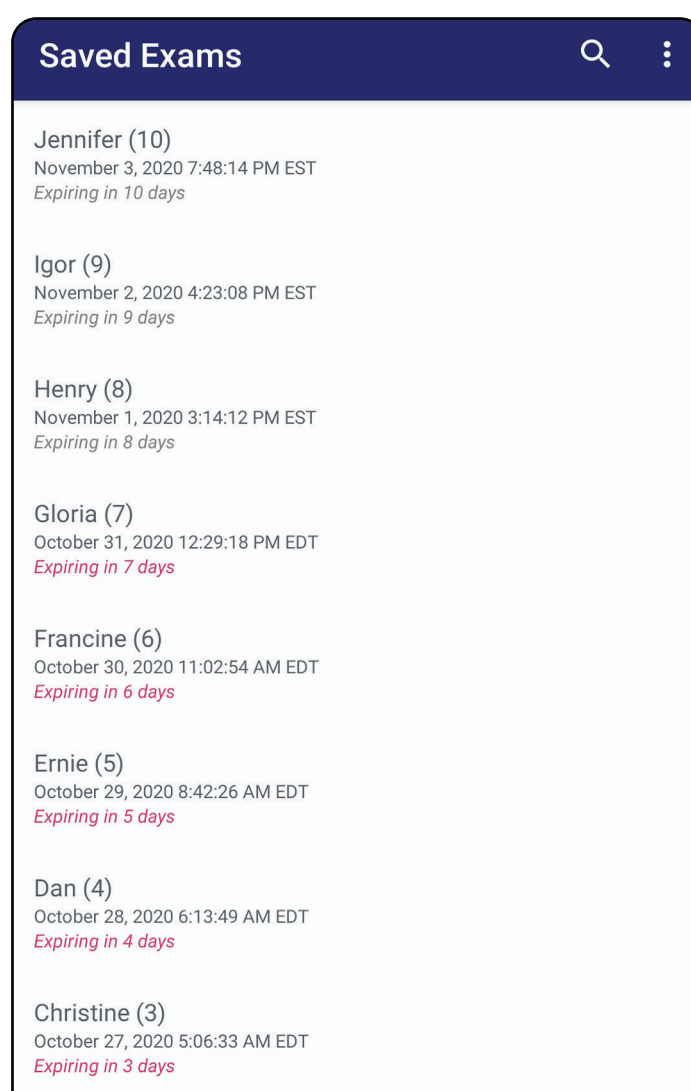 Saved Exams
Jennifer (10)
November 3, 2020 7:48:14 PM EST
Expiring in 10 days
Igor (9)
November 2, 2020 4:23:08 PM EST
Expiring in 9 days
Henry (8)
November 1, 2020 3:14:12 PM EST
Expiring in 8 days
Gloria (7)
October 31, 2020 12:29:18 PM EDT
Expiring in 7 days
Francine (6)
October 30, 2020 11:02:54 AM EDT
Expiring in 6 days
Ernie (5)
October 29, 2020 8:42:26 AM EDT
Expiring in 5 days
Dan (4)
October 28, 2020 6:13:49 AM EDT
Expiring in 4 days
Christine (3)
October 27, 2020 5:06:33 AM EDT
Expiring in 3 days